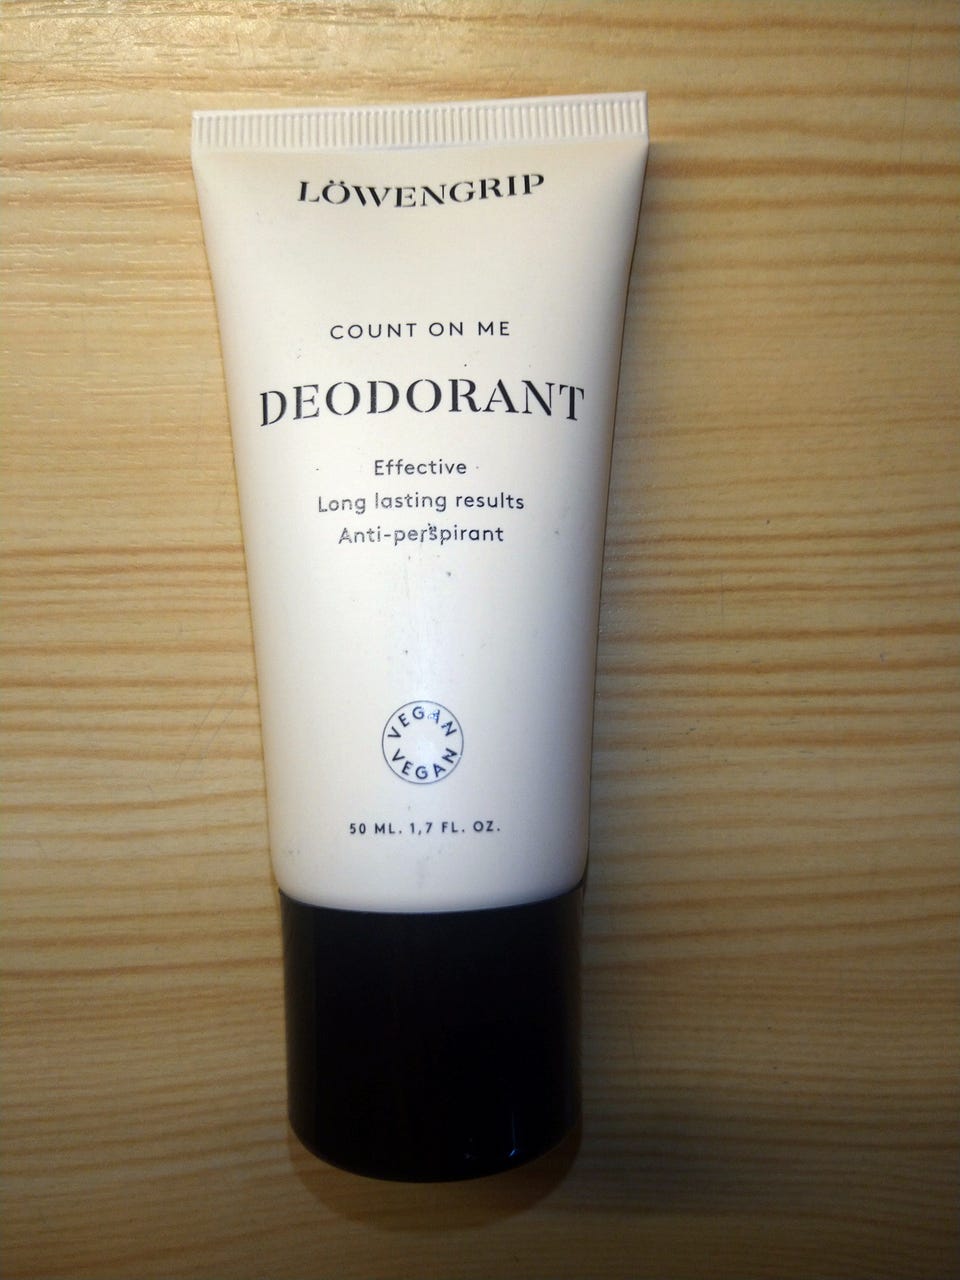 LÖWENGRIP
COUNT ON ME
DEODORANT
Effective
Long lasting results
Anti-perspirant
VEGAN
VEGAN
50 ML. 1,7 FL. OZ.